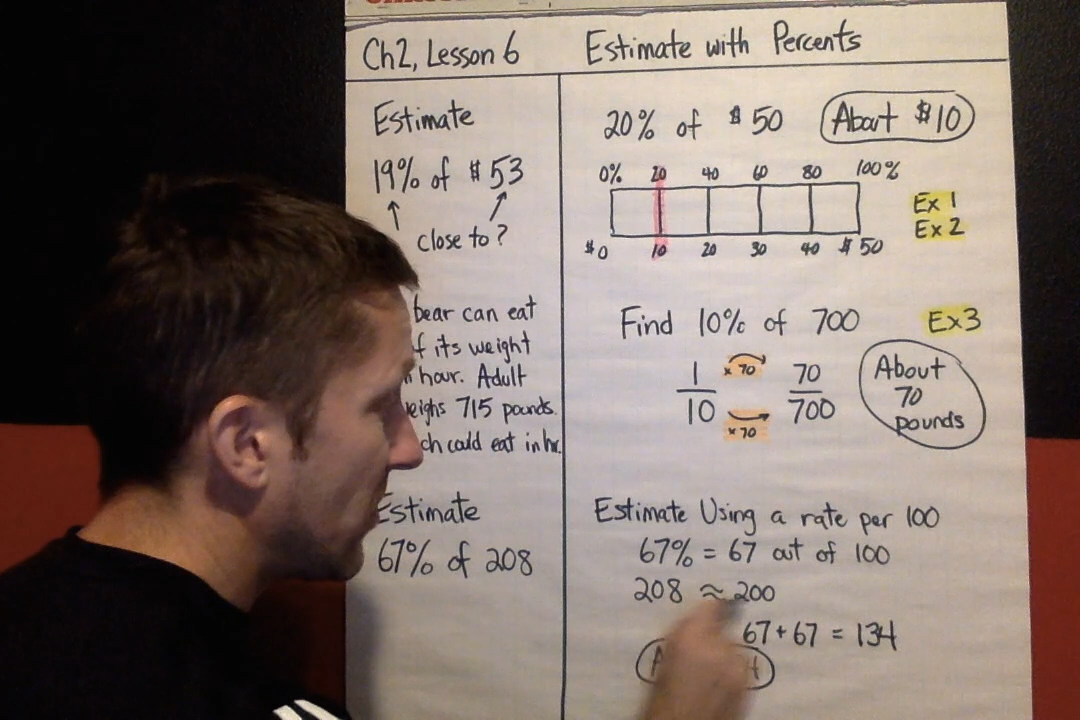 Ch2, Lesson 6
Estimate with Percents
Estimate
19% of $53
close to?
bear can eat
its weight
hour. Adult
715 pounds.
could eat in hr.
Estimate
67% of 208
20% of $50
About $10
0% 20 40 60 80 100%
$0 10 20 30 40 $50
Ex 1
Ex 2
Find 10% of 700
Ex3
1 x 70 70
10 x 70 700
About
70
pounds
Estimate Using a rate per 100
67% = 67 out of 100
208 ≈ 200
67+67 = 134